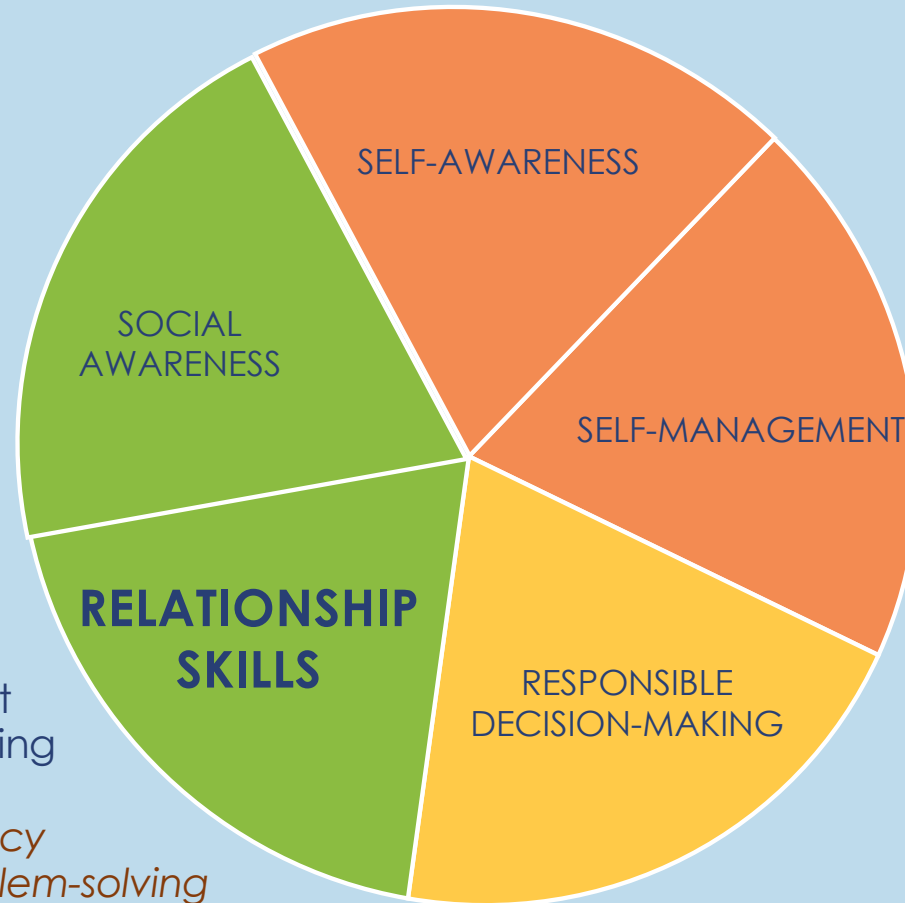 SELF-AWARENESS
SOCIAL
AWARENESS
SELF-MANAGEMENT
RELATIONSHIP
SKILLS
RESPONSIBLE
DECISION-MAKING